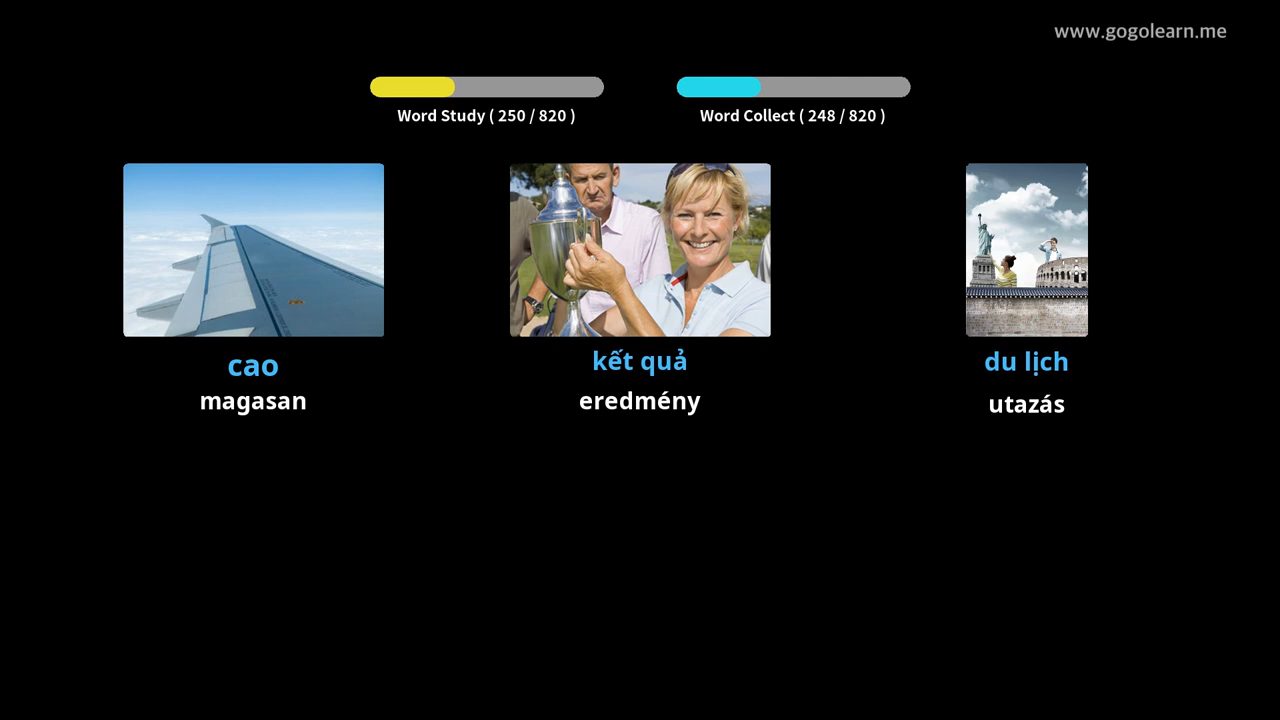 www.gogolearn.me
Word Study ( 250 / 820 )
Word Collect ( 248 / 820 )
cao
magasan
kết quả
eredmény
du lịch
utazás